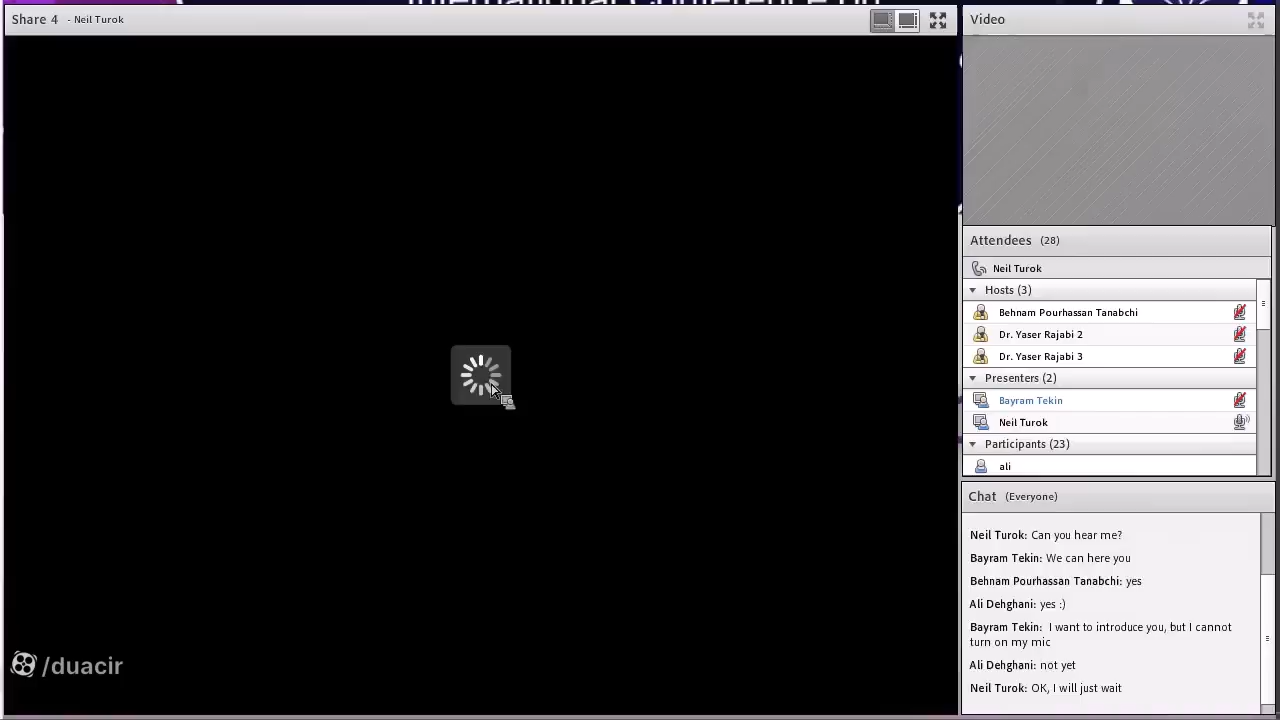 International Conference on
Share 4 - Neil Turok
Video
Attendees (28)
Neil Turok
Hosts (3)
Behnam Pourhassan Tanabchi
Dr. Yaser Rajabi 2
Dr. Yaser Rajabi 3
Presenters (2)
Bayram Tekin
Neil Turok
Participants (23)
ali
Chat (Everyone)
Neil Turok: Can you hear me?
Bayram Tekin: We can here you
Behnam Pourhassan Tanabchi: yes
Ali Dehghani: yes :)
Bayram Tekin: I want to introduce you, but I cannot
turn on my mic
Ali Dehghani: not yet
Neil Turok: OK, I will just wait
/duacir